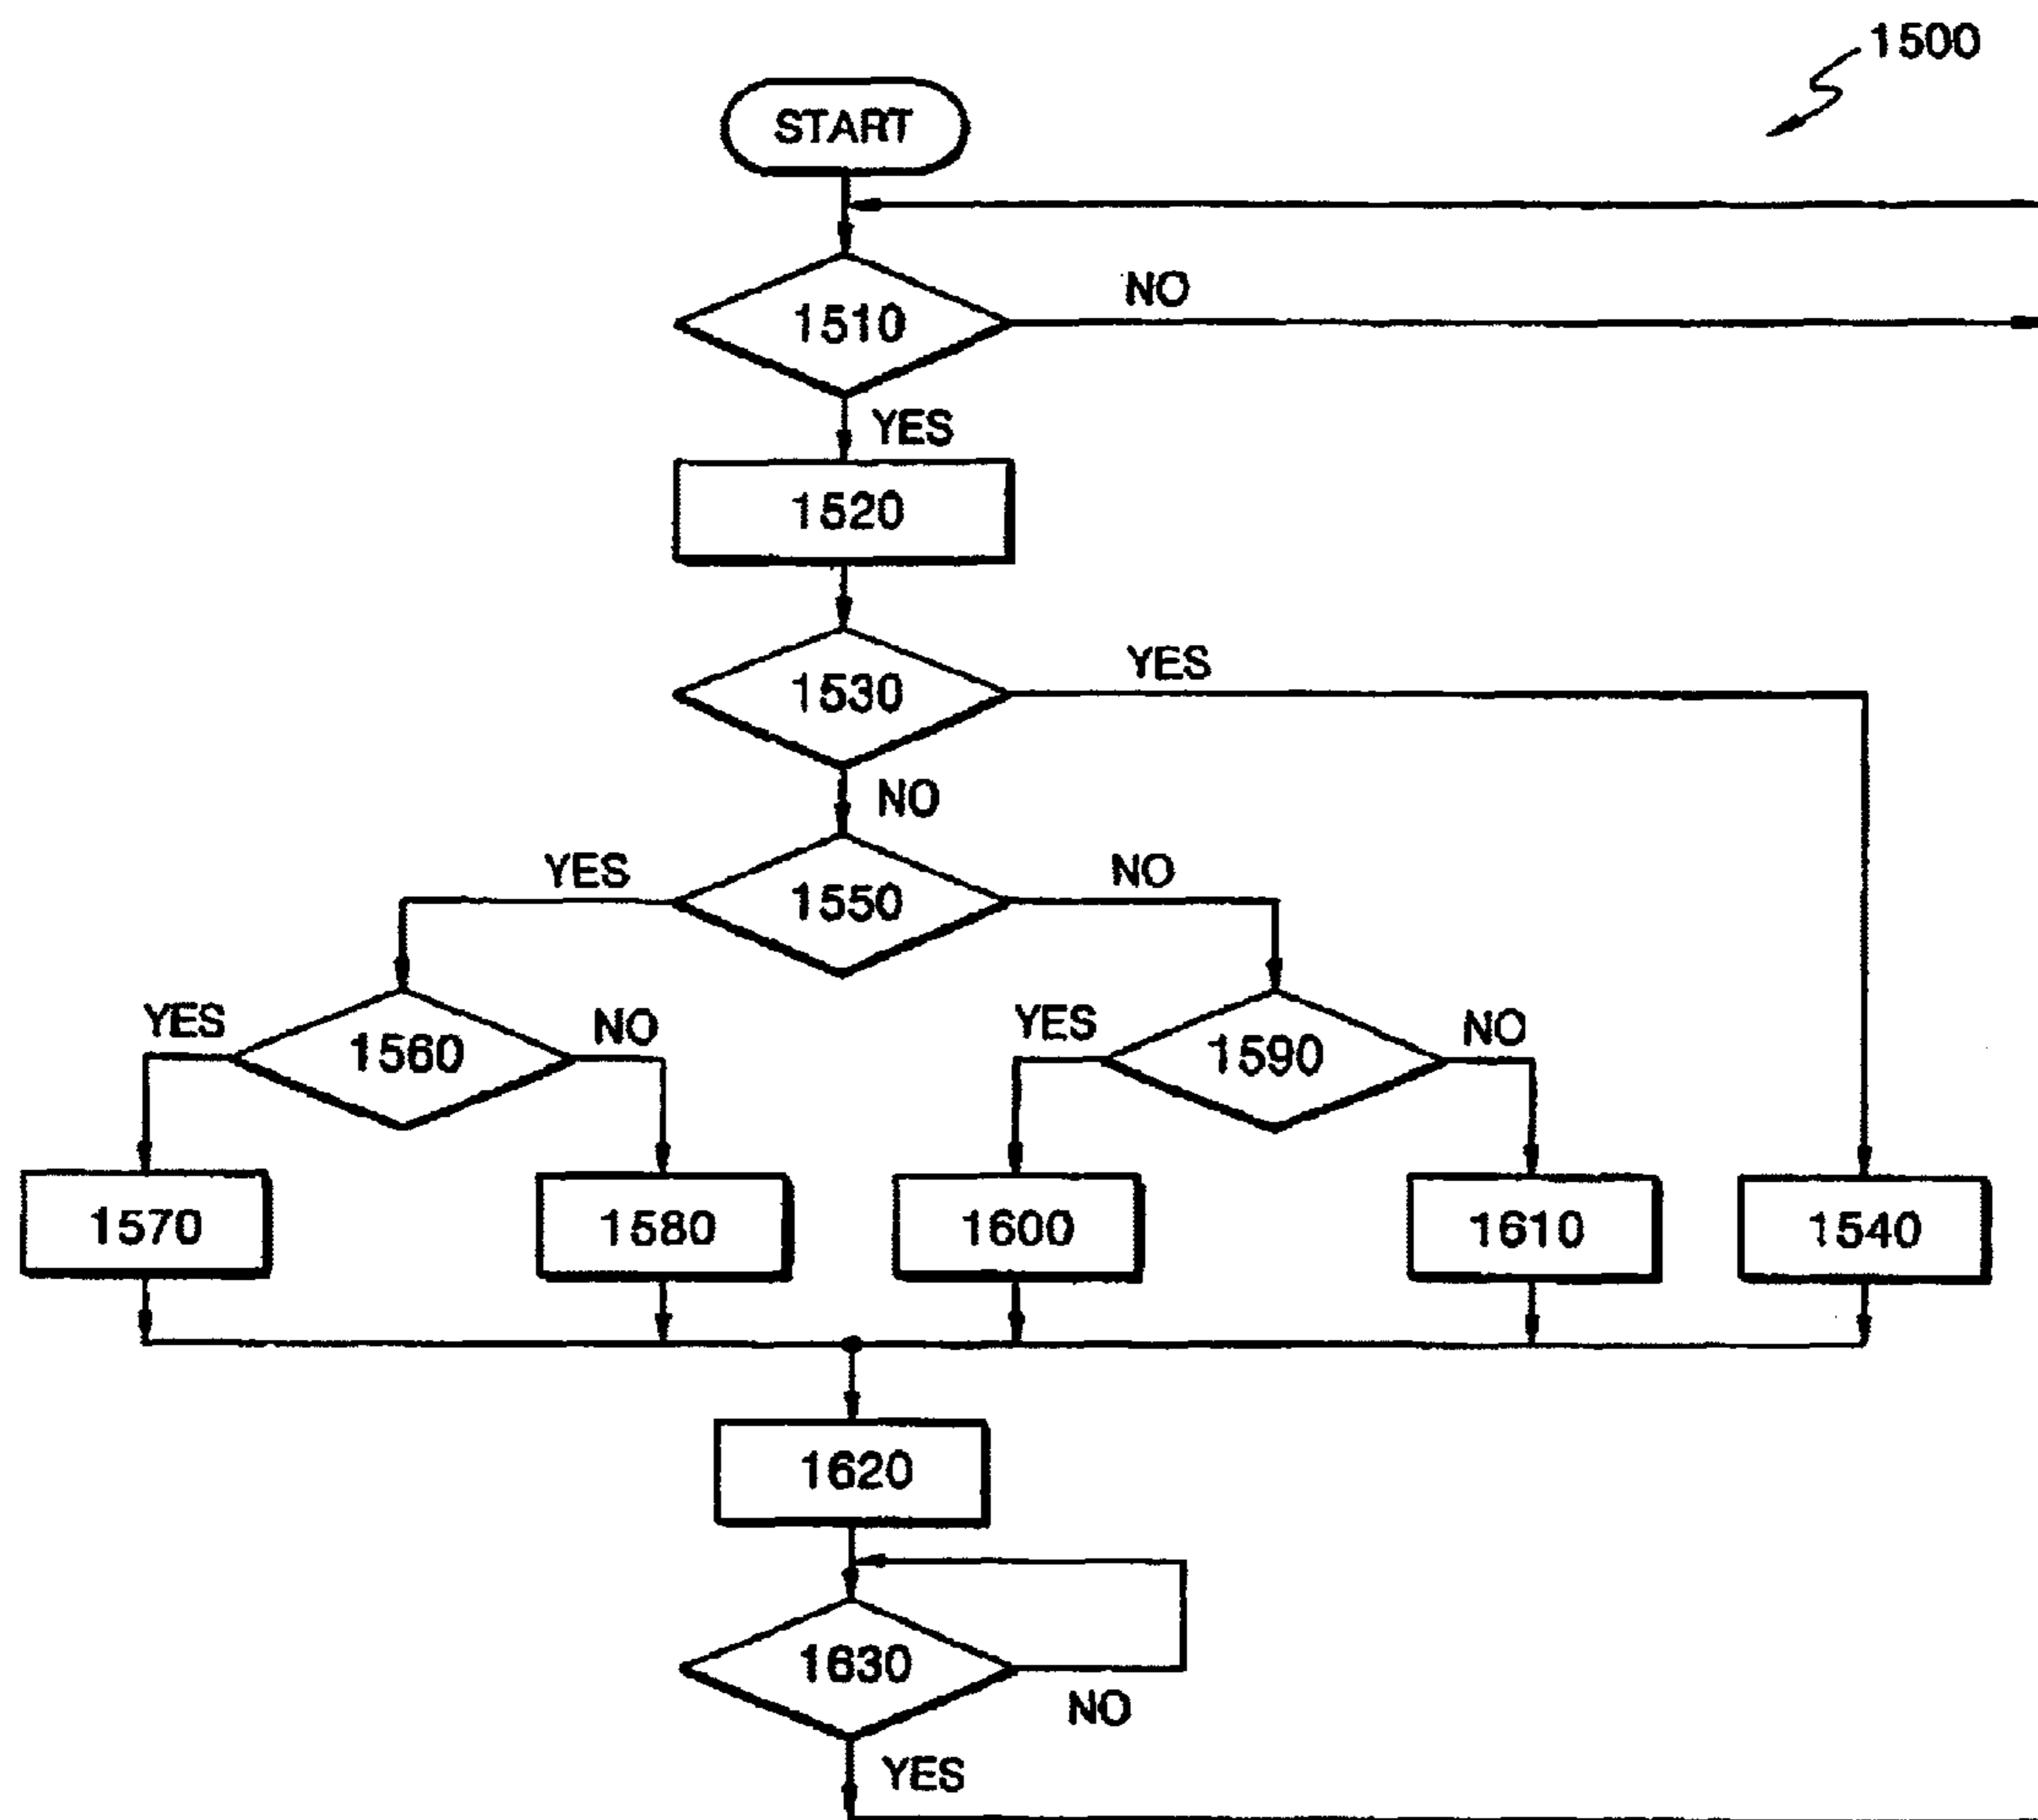 1500
START
NO
1510
YES
1520
YES
1530
NO
YES
NO
1550
YES
NO
YES
NO
1560
1590
1570
1580
1600
1610
1540
1620
1630
NO
YES